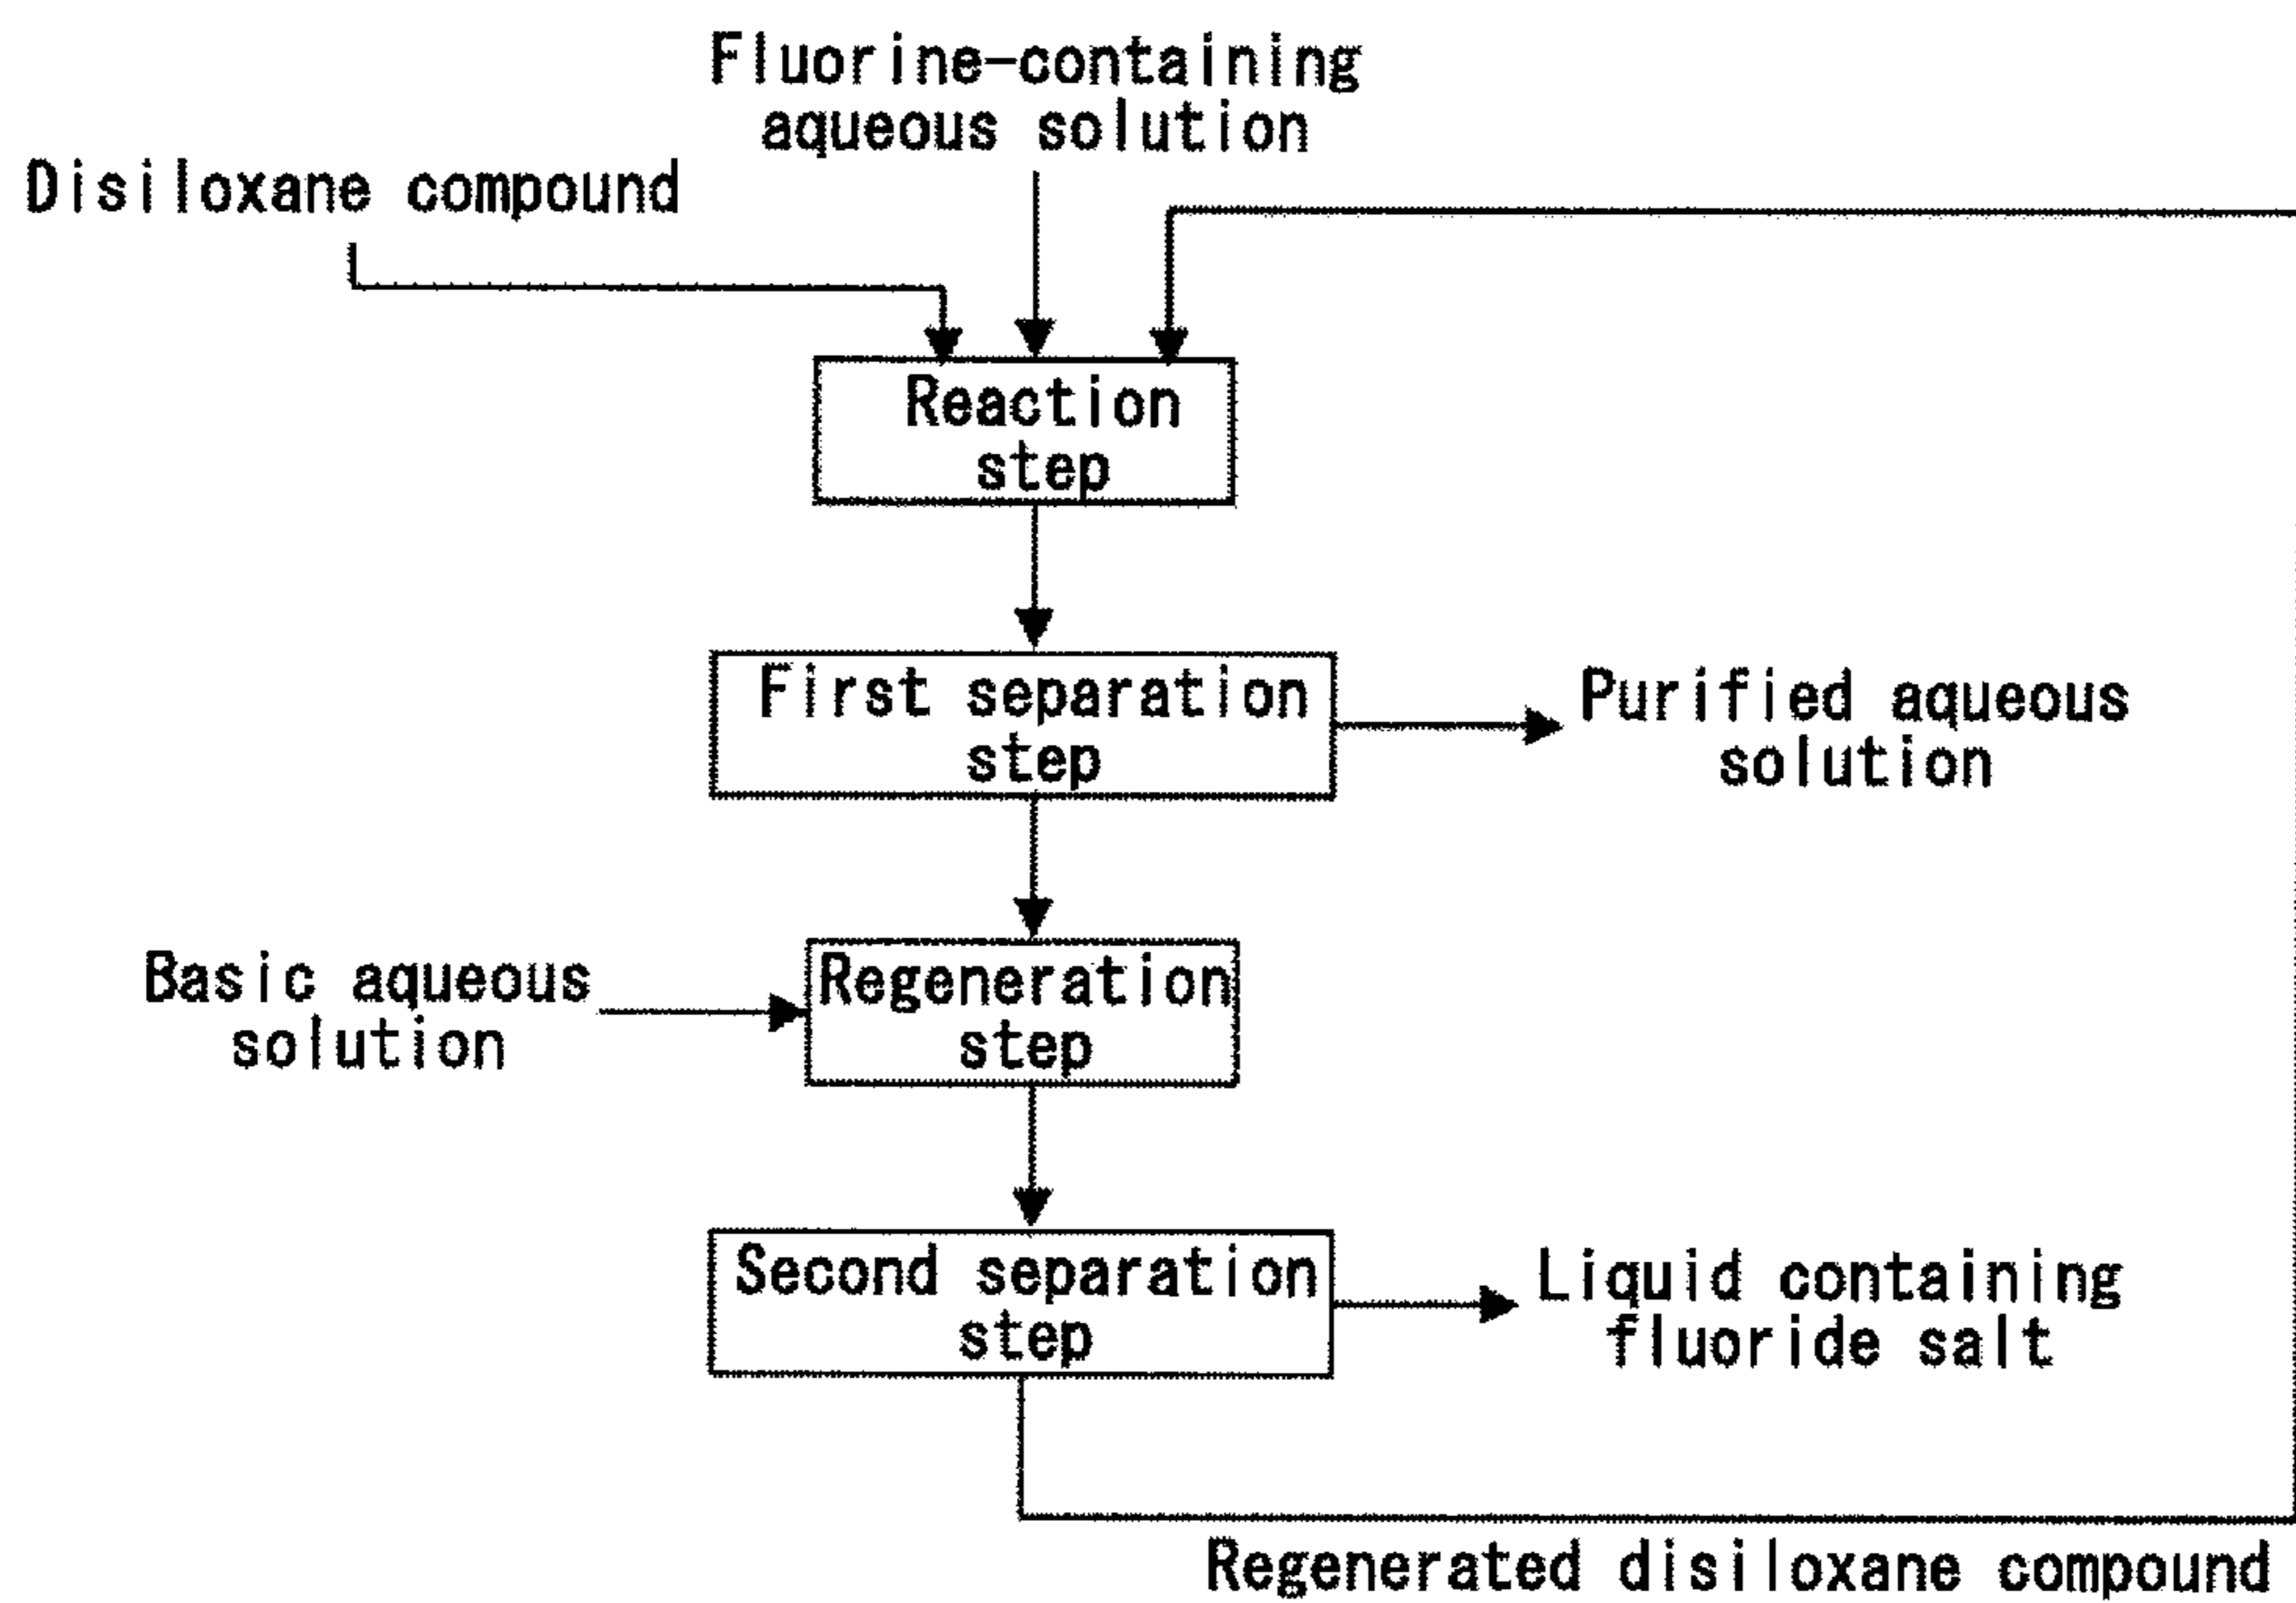 Fluorine-containing
aqueous solution
Disiloxane compound
Reaction
step
First separation
step
Purified aqueous
solution
Basic aqueous
solution
Regeneration
step
Second separation
step
Liquid containing
fluoride salt
Regenerated disiloxane compound